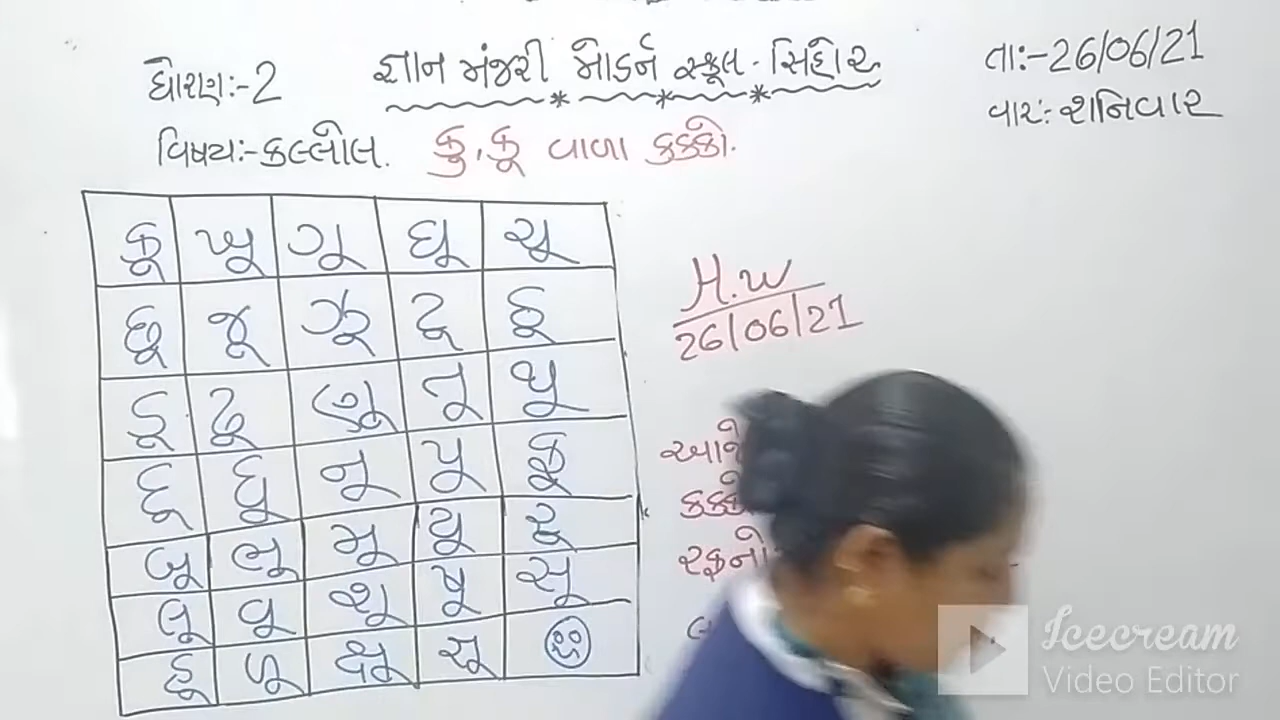 ધોરણ:-2
જ્ઞાન મંજરી મોડર્ન સ્કૂલ - સિહોર
તા:-26/06/21
વાર:- શનિવાર
વિષય:- કલ્લોલ.
કુ, કૂ વાળા કક્કો.
કૂ ખૂ ગૂ ઘૂ ચૂ
છૂ જૂ ઝૂ ટૂ ઠૂ
ડૂ ઢૂ ણૂ તૂ થૂ
દૂ ધૂ નૂ પૂ ફૂ
બૂ ભૂ મૂ યૂ રૂ
લૂ વૂ શૂ ષૂ સૂ
હૂ ળૂ ક્ષૂ જ્ઞૂ
H.W
26/06/21
Icecream
Video Editor